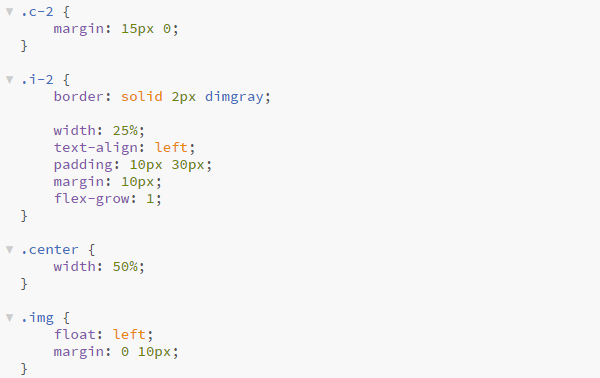 .c-2 {
    margin: 15px 0;
}

.i-2 {
    border: solid 2px dimgray;

    width: 25%;
    text-align: left;
    padding: 10px 30px;
    margin: 10px;
    flex-grow: 1;
}

.center {
    width: 50%;
}

.img {
    float: left;
    margin: 0 10px;
}